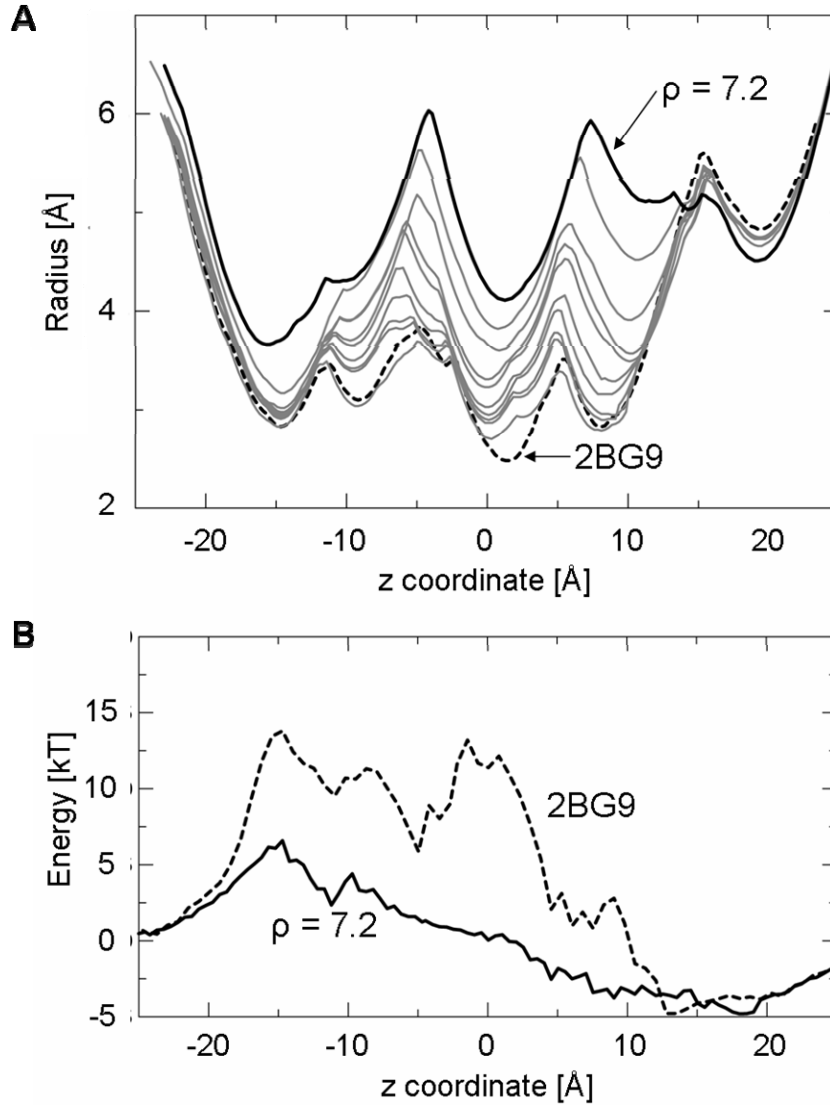 A
6
ρ = 7.2
Radius [Å]
4
2BG9
2
-20
-10
0
10
20
z coordinate [Å]
B
15
10
Energy [kT]
2BG9
5
ρ = 7.2
0
-5
-20
-10
0
10
20
z coordinate [Å]